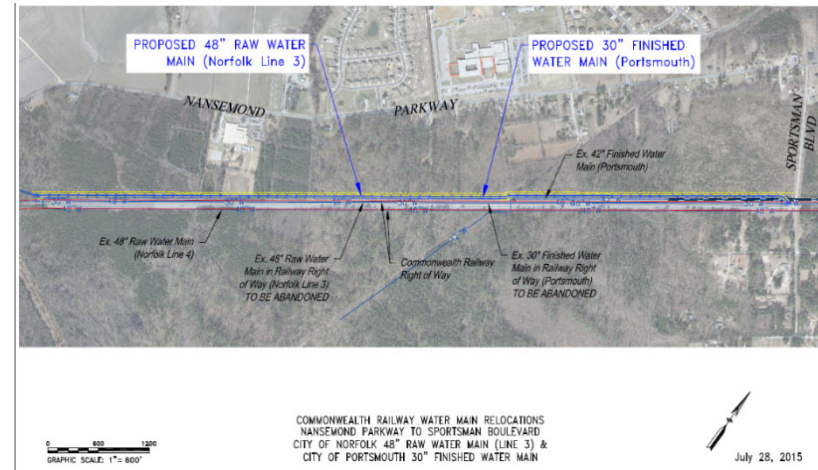 PROPOSED 48" RAW WATER
MAIN (Norfolk Line 3)
PROPOSED 30" FINISHED
WATER MAIN (Portsmouth)
NANSEMOND
PARKWAY
SPORTSMAN
BLVD
Ex. 42" Finished Water
Main (Portsmouth)
Ex. 48" Raw Water Main
(Norfolk Line 4)
Ex. 48" Raw Water
Main in Railway Right
of Way (Norfolk Line 3)
TO BE ABANDONED
Commonwealth Railway
Right of Way
Ex. 30" Finished Water
Main in Railway Right
of Way (Portsmouth)
TO BE ABANDONED
0 600 1200
GRAPHIC SCALE: 1"= 600'
COMMONWEALTH RAILWAY WATER MAIN RELOCATIONS
NANSEMOND PARKWAY TO SPORTSMAN BOULEVARD
CITY OF NORFOLK 48" RAW WATER MAIN (LINE 3) &
CITY OF PORTSMOUTH 30" FINISHED WATER MAIN
July 28, 2015